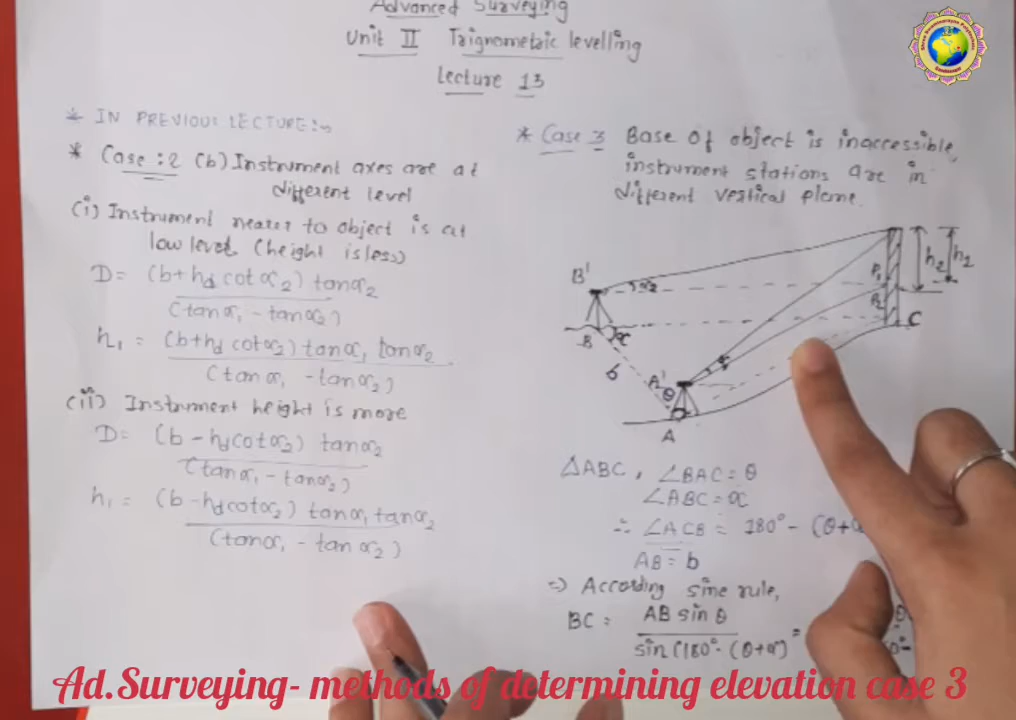 Advanced Surveying
Unit II Trignometric levelling
Lecture 13
* IN PREVIOUS LECTURE:→
* Case:2 (b) Instrument axes are at
different level
(i) Instrument nearer to object is at
low level (height is less)
D = (b+hd cot α2) tan α2
(tan α1 - tan α2)
h1 = (b+hd cot α2) tan α1 tan α2
(tan α1 - tan α2)
(ii) Instrument height is more
D = (b - hd cot α2) tan α2
(tan α1 - tan α2)
h1 = (b - hd cot α2) tan α1 tan α2
(tan α1 - tan α2)
* Case 3 Base of object is inaccessible,
instrument stations are in
different vertical plane.
B'
α2
h2 h2
P1
P2
C
B
α
b
A'
θ
A
△ABC, ∠BAC = θ
∠ABC = α
∴ ∠ACB = 180° - (θ+α
AB = b
⇒ According sine rule,
BC = AB sin θ =
sin (180° - (θ+α)
Ad.Surveying- methods of determining elevation case 3